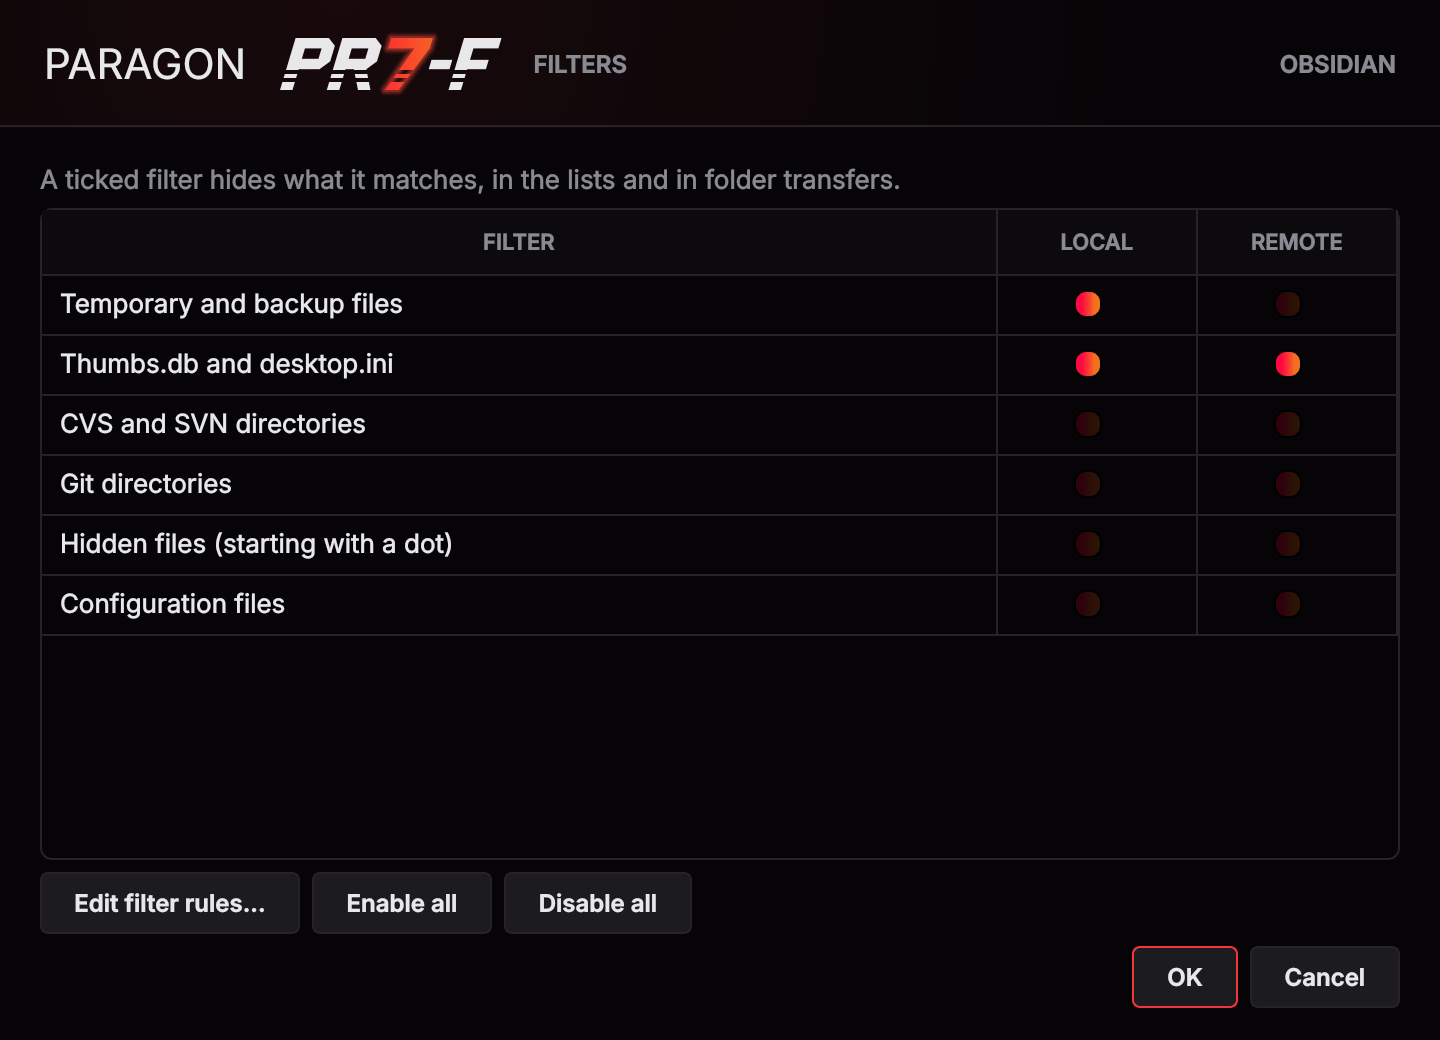 PARAGON PR7-F FILTERS OBSIDIAN
A ticked filter hides what it matches, in the lists and in folder transfers.
FILTER LOCAL REMOTE
Temporary and backup files
Thumbs.db and desktop.ini
CVS and SVN directories
Git directories
Hidden files (starting with a dot)
Configuration files
Edit filter rules... Enable all Disable all
OK Cancel